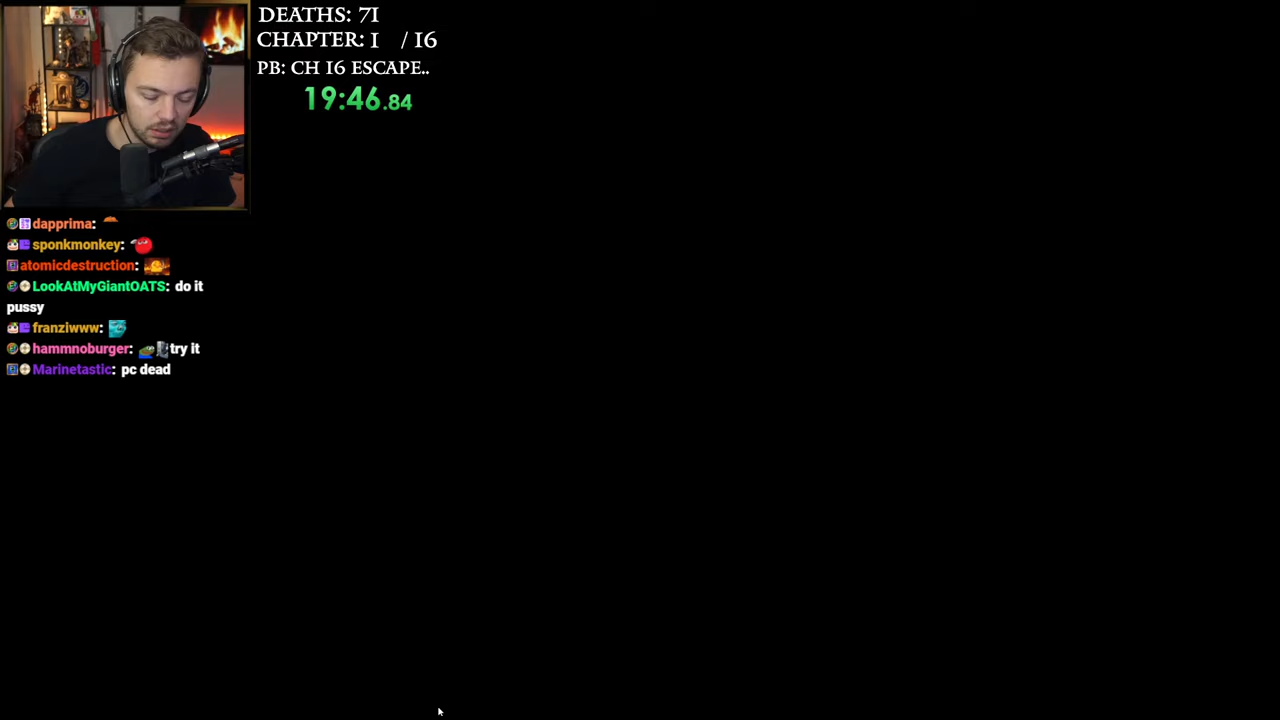 DEATHS: 71
CHAPTER: 1 / 16
PB: CH 16 ESCAPE..
19:46.84
dapprima:
sponkmonkey:
atomicdestruction:
LookAtMyGiantOATS: do it
pussy
franziwww:
hammnoburger: try it
Marinetastic: pc dead